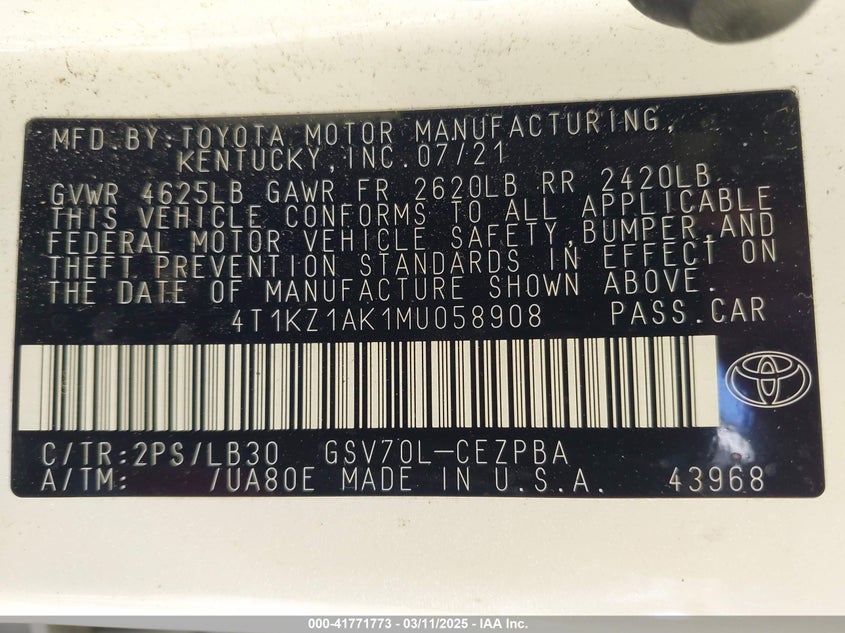 MFD.BY:TOYOTA MOTOR MANUFACTURING,
KENTUCKY,INC.07/21
GVWR 4625LB GAWR FR 2620LB RR 2420LB
THIS VEHICLE CONFORMS TO ALL APPLICABLE
FEDERAL MOTOR VEHICLE SAFETY,BUMPER,AND
THEFT PREVENTION STANDARDS IN EFFECT ON
THE DATE OF MANUFACTURE SHOWN ABOVE.
4T1KZ1AK1MU058908 PASS.CAR
C/TR:2PS/LB30 GSV70L-CEZPBA
A/TM: /UA80E MADE IN U.S.A. 43968
000-41771773 - 03/11/2025 - IAA Inc.